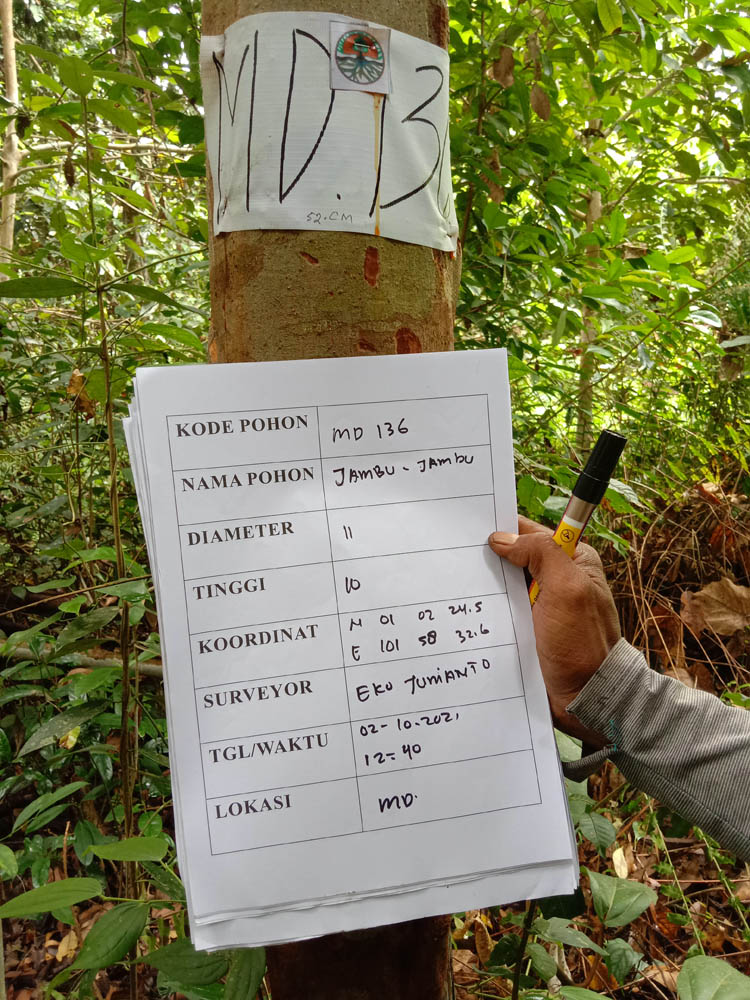 MD.13
52.CM
KODE POHON MD 136
NAMA POHON JAMBU - JAMBU
DIAMETER 11
TINGGI 10
KOORDINAT N 01 02 24.5
E 101 58 32.6
SURVEYOR EKO JUNIANTO
TGL/WAKTU 02-10-2021
12=40
LOKASI MD.